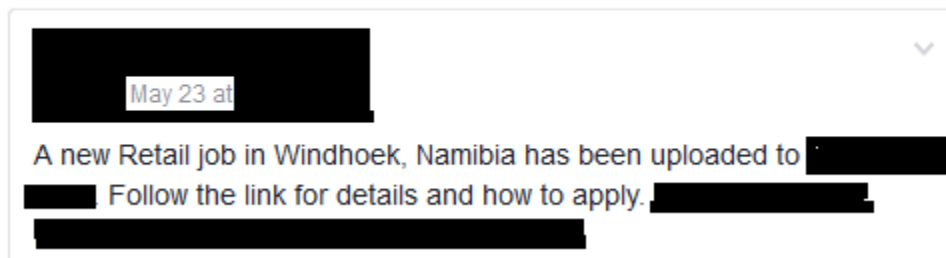 May 23 at
A new Retail job in Windhoek, Namibia has been uploaded to
Follow the link for details and how to apply.